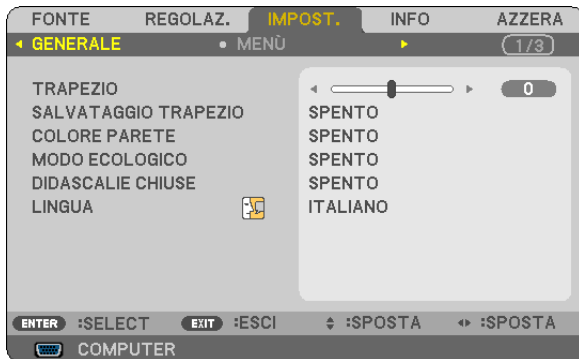 FONTE REGOLAZ. IMPOST. INFO AZZERA
GENERALE • MENÙ (1/3)
TRAPEZIO 0
SALVATAGGIO TRAPEZIO SPENTO
COLORE PARETE SPENTO
MODO ECOLOGICO SPENTO
DIDASCALIE CHIUSE SPENTO
LINGUA ITALIANO
ENTER :SELECT EXIT :ESCI :SPOSTA :SPOSTA
COMPUTER